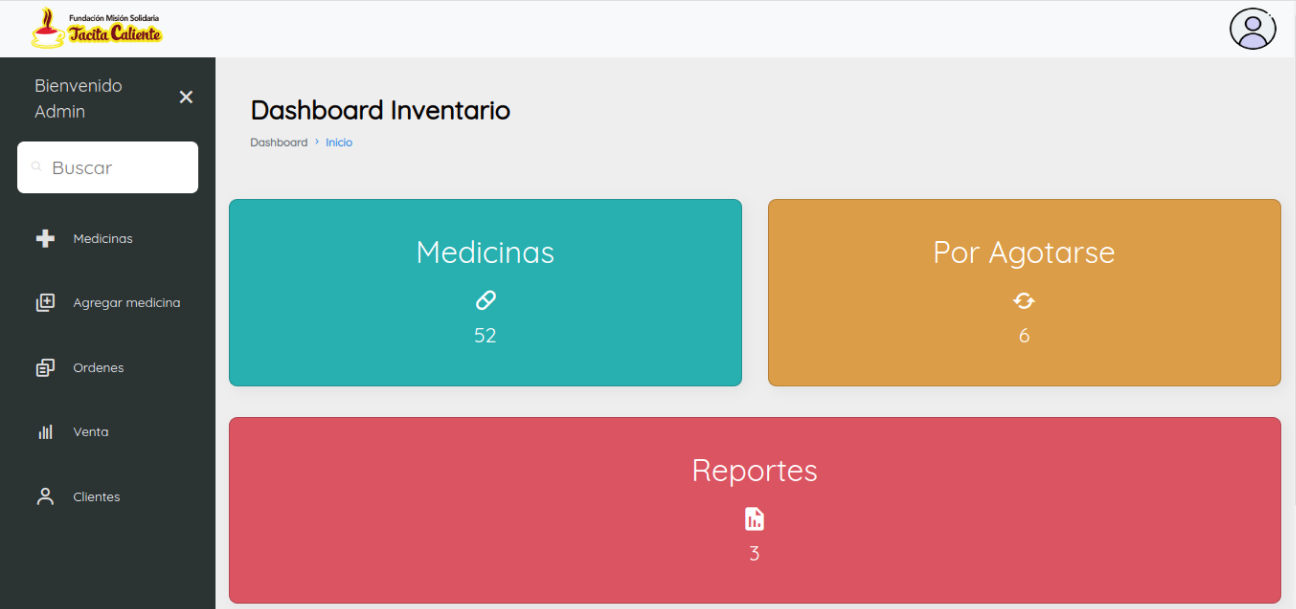 Fundación Misión Solidaria
Tacita Caliente
Bienvenido
Admin
Buscar
Medicinas
Agregar medicina
Ordenes
Venta
Clientes
Dashboard Inventario
Dashboard > Inicio
Medicinas
52
Por Agotarse
6
Reportes
3